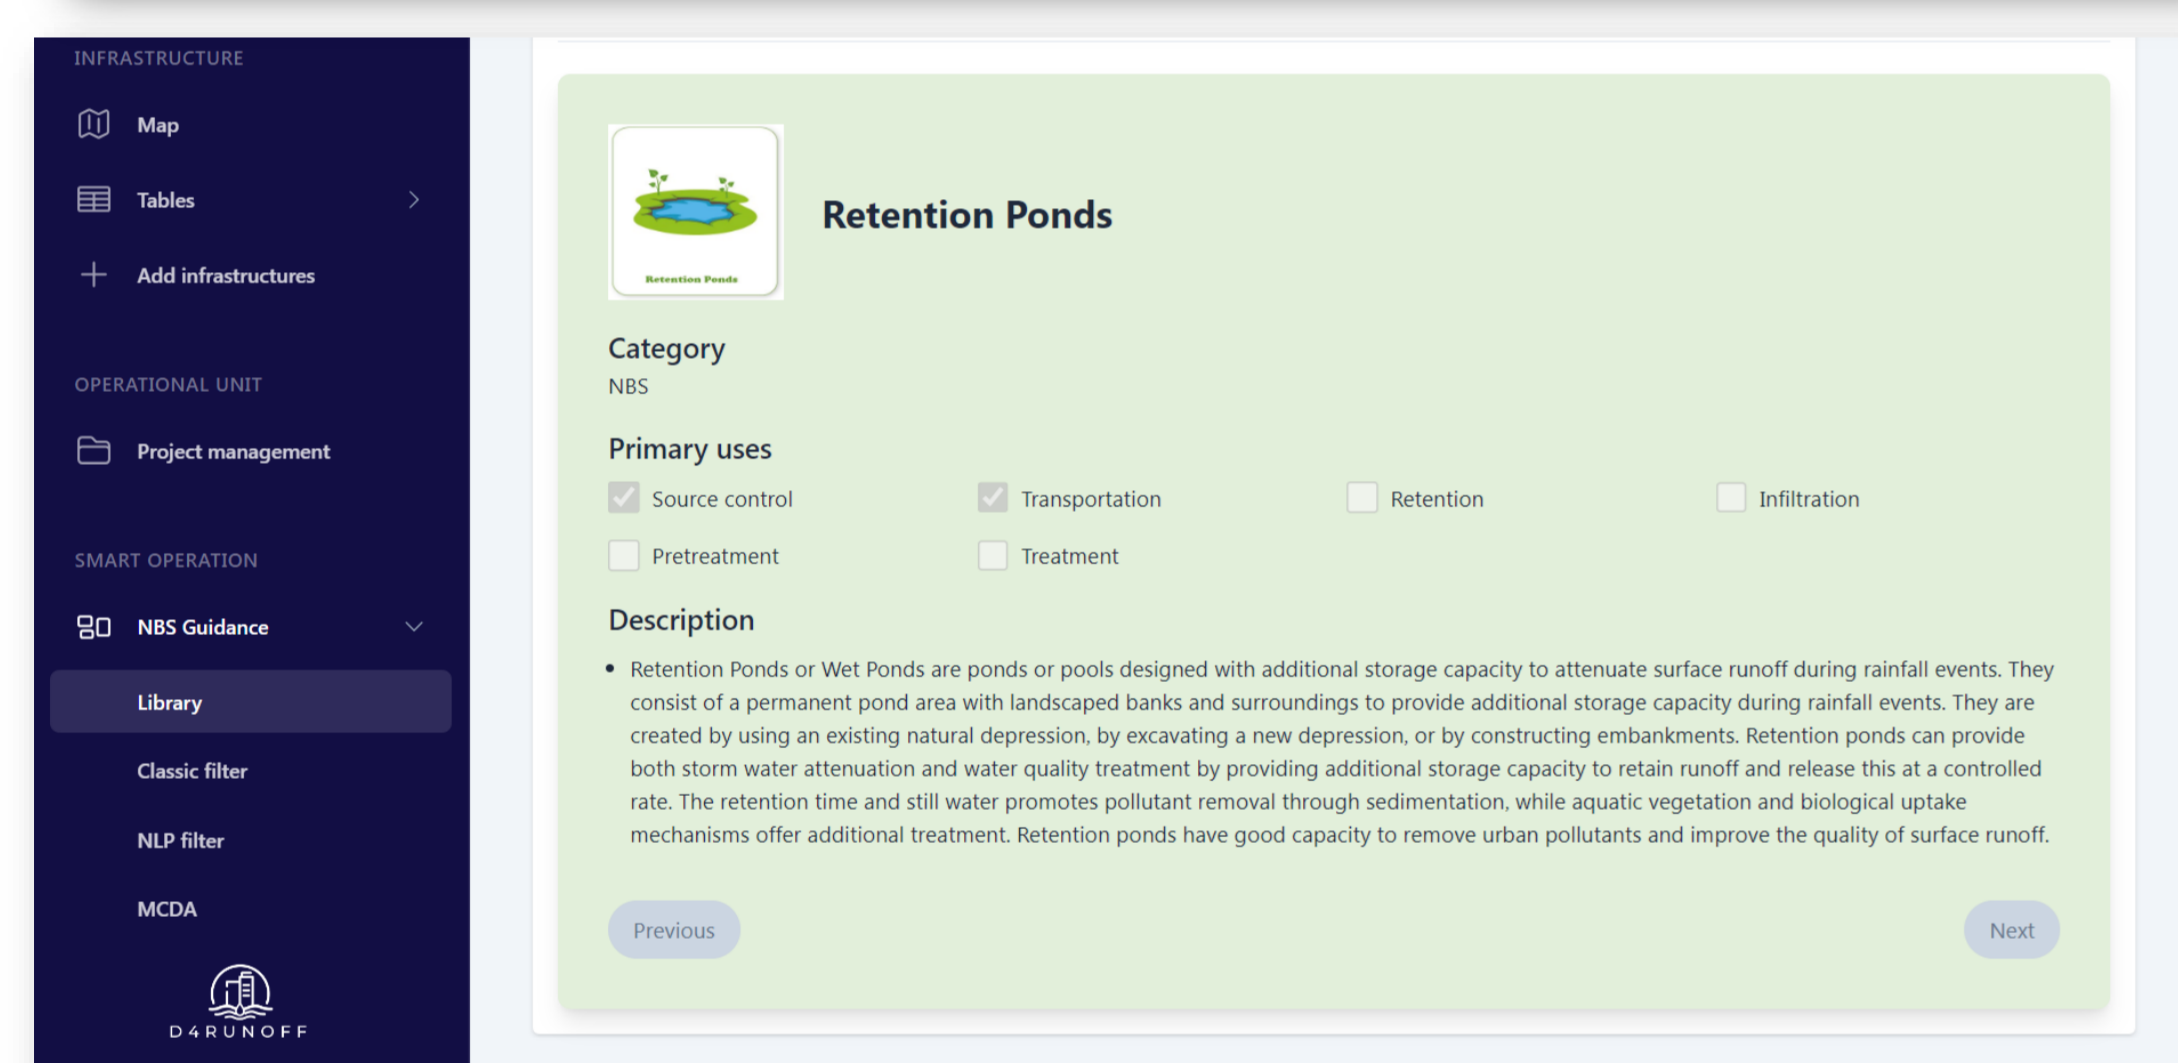 INFRASTRUCTURE
Map
Tables
Add infrastructures
OPERATIONAL UNIT
Project management
SMART OPERATION
NBS Guidance
Library
Classic filter
NLP filter
MCDA
D4RUNOFF
Retention Ponds
Retention Ponds
Category
NBS
Primary uses
Source control
Transportation
Retention
Infiltration
Pretreatment
Treatment
Description
Retention Ponds or Wet Ponds are ponds or pools designed with additional storage capacity to attenuate surface runoff during rainfall events. They
consist of a permanent pond area with landscaped banks and surroundings to provide additional storage capacity during rainfall events. They are
created by using an existing natural depression, by excavating a new depression, or by constructing embankments. Retention ponds can provide
both storm water attenuation and water quality treatment by providing additional storage capacity to retain runoff and release this at a controlled
rate. The retention time and still water promotes pollutant removal through sedimentation, while aquatic vegetation and biological uptake
mechanisms offer additional treatment. Retention ponds have good capacity to remove urban pollutants and improve the quality of surface runoff.
Previous
Next